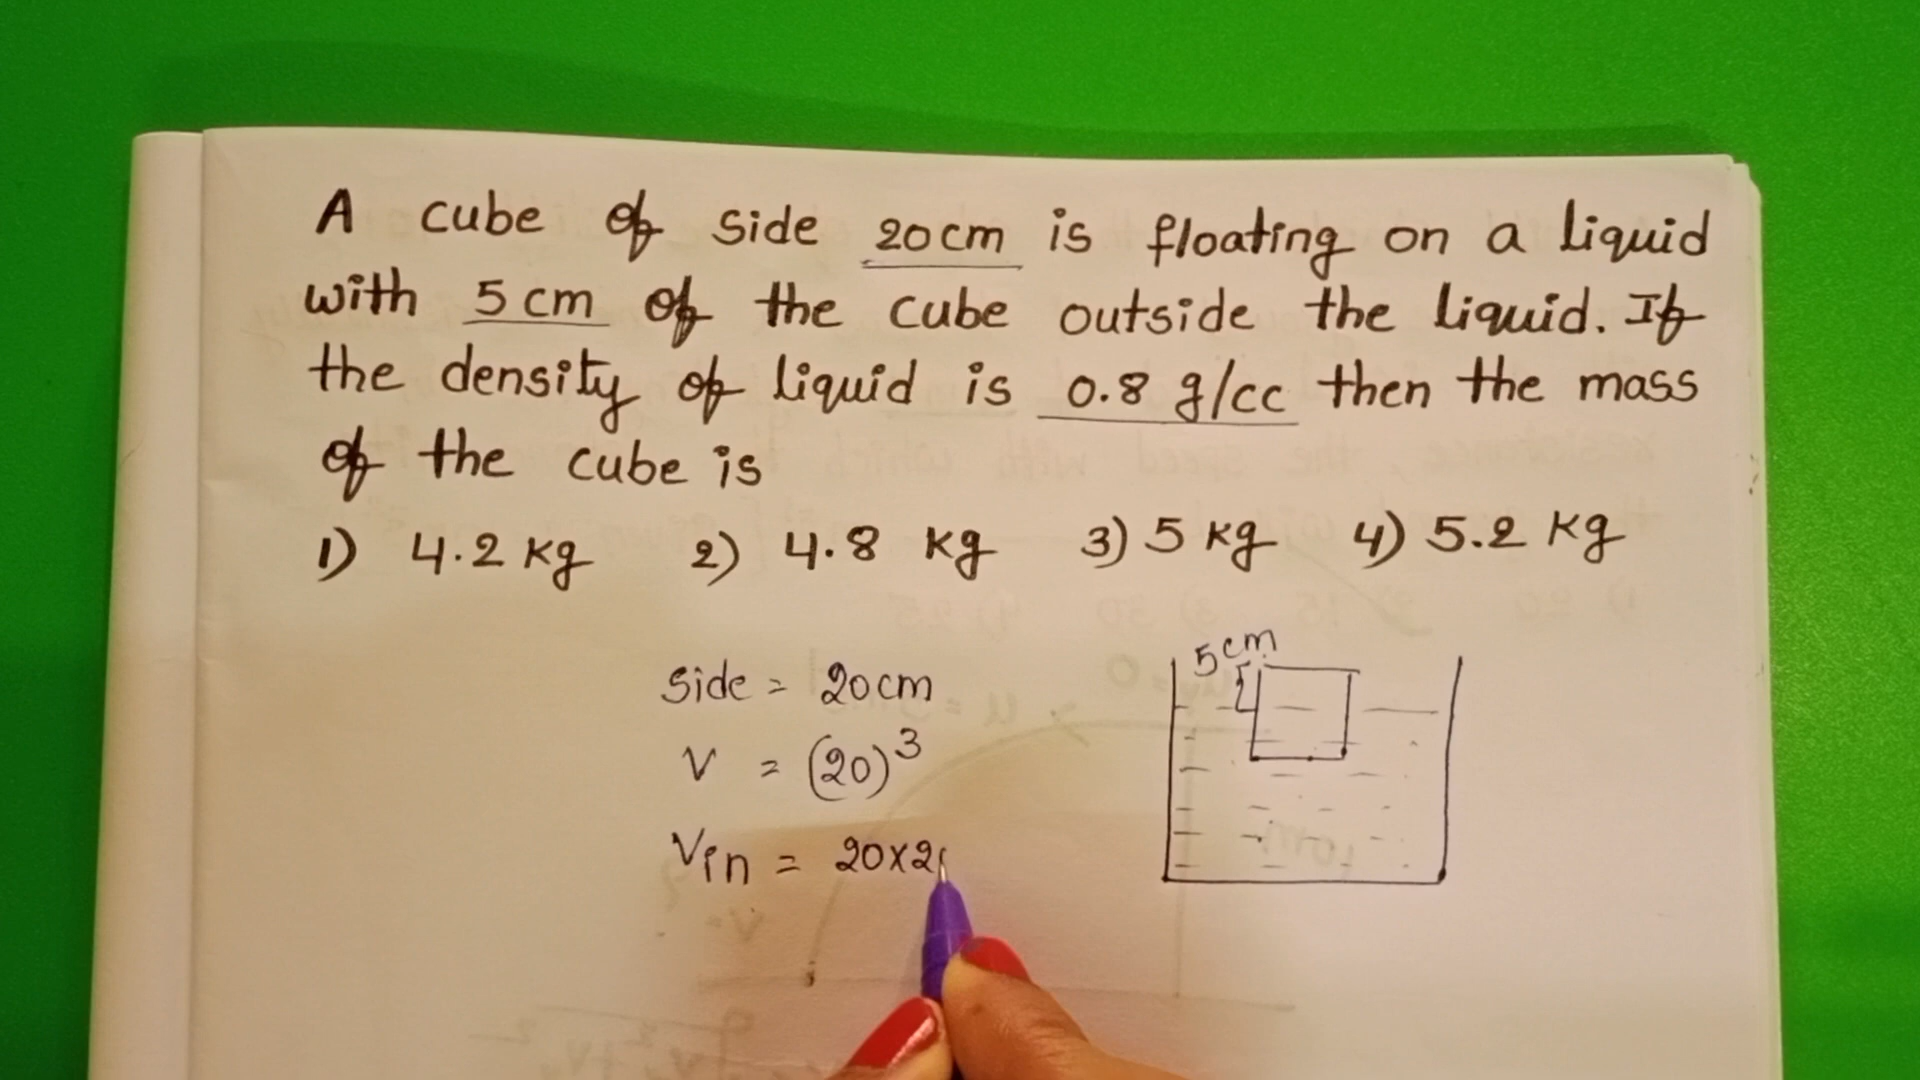 A cube of side 20cm is floating on a liquid
with 5cm of the cube outside the liquid. If
the density of liquid is 0.8 g/cc then the mass
of the cube is
1) 4.2 kg 2) 4.8 kg 3) 5 kg 4) 5.2 kg
5cm
Side = 20cm
V = (20)³
Vin = 20x2